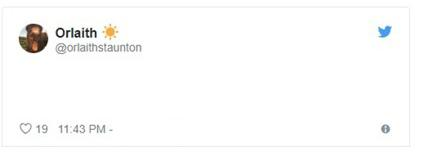 Orlaith ☀️
@orlaithstaunton
19 11:43 PM -